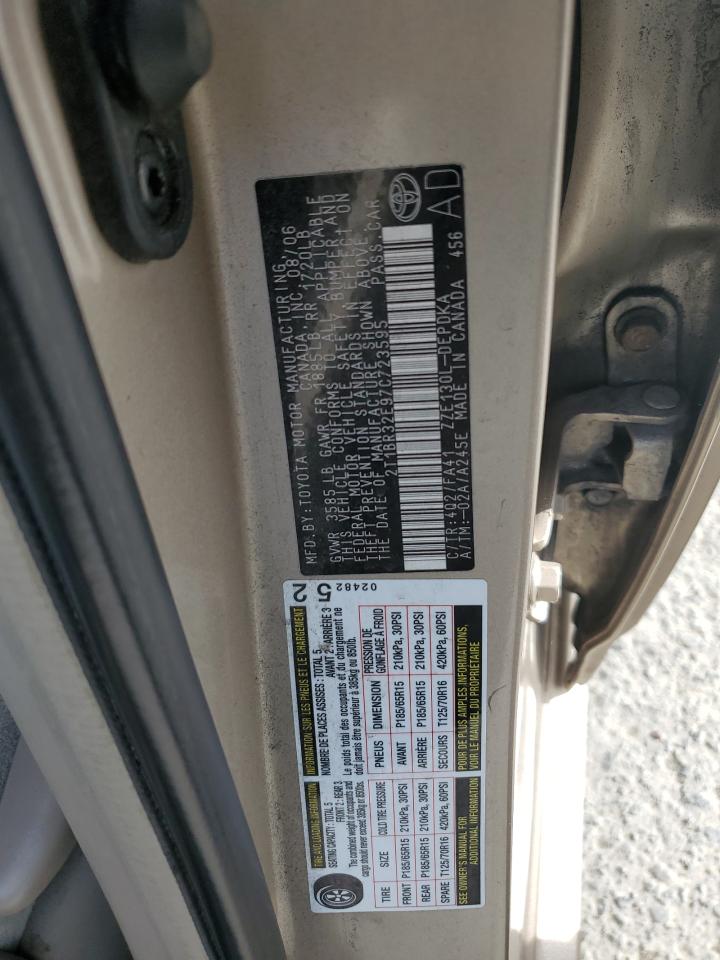 MFD.BY:TOYOTA MOTOR MANUFACTURING,
CANADA, INC. 08/06
GVWR 3585LB GAWR FR 1885LB RR 1720LB
THIS VEHICLE CONFORMS TO ALL APPLICABLE
FEDERAL MOTOR VEHICLE SAFETY, BUMPER, AND
THEFT PREVENTION STANDARDS IN EFFECT ON
THE DATE OF MANUFACTURE SHOWN ABOVE.
2T1BR32E97C723595 PASS.CAR
C/TR:4Q2/FA41 ZZE130L-DEPDKA
A/TM:-02A/A245E MADE IN CANADA 456
AD
TIRE AND LOADING INFORMATION
SEATING CAPACITY : TOTAL 5
FRONT 2 : REAR 3
The combined weight of occupants and
cargo should never exceed 385kg or 850lbs.
TIRE SIZE COLD TIRE PRESSURE
FRONT P185/65R15 210kPa, 30PSI
REAR P185/65R15 210kPa, 30PSI
SPARE T125/70R16 420kPa, 60PSI
SEE OWNER'S MANUAL FOR
ADDITIONAL INFORMATION
INFORMATION SUR LES PNEUS ET LE CHARGEMENT
NOMBRE DE PLACES ASSISES : TOTAL 5
AVANT 2 : ARRIÈRE 3
Le poids total des occupants et du chargement ne
doit jamais être supérieur à 385kg ou 850lb.
PNEUS DIMENSION PRESSION DE
GONFLAGE À FROID
AVANT P185/65R15 210kPa, 30PSI
ARRIÈRE P185/65R15 210kPa, 30PSI
SECOURS T125/70R16 420kPa, 60PSI
POUR DE PLUS AMPLES INFORMATIONS,
VOIR LE MANUEL DU PROPRIÉTAIRE
2
5
02482